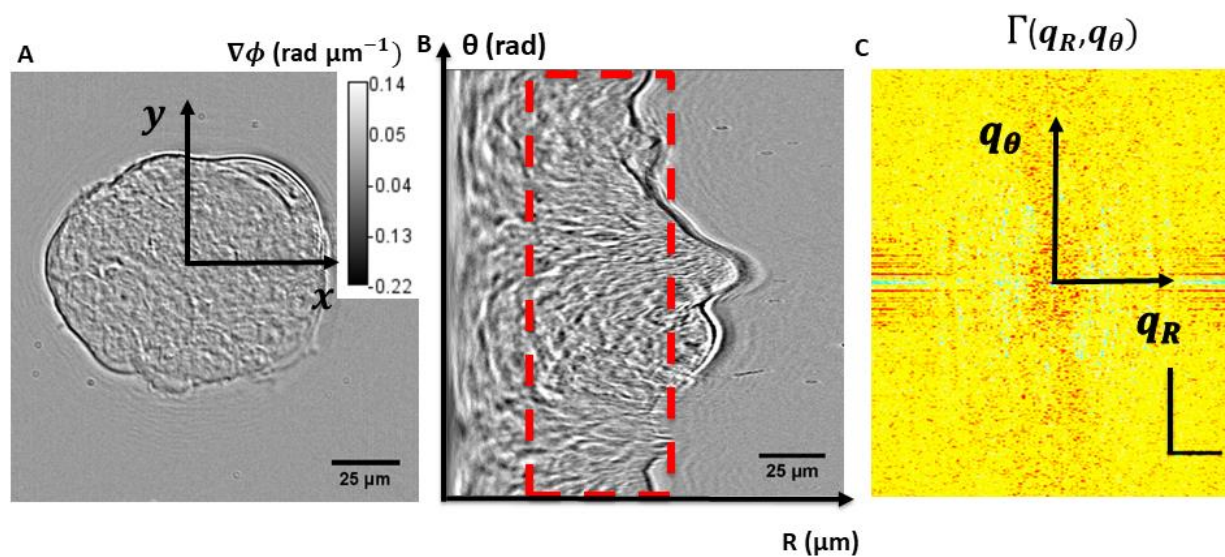 A
∇ϕ (rad μm⁻¹)
0.14
0.05
-0.04
-0.13
-0.22
y
x
25 μm
B
θ (rad)
25 μm
R (μm)
C
Γ(q_R,q_θ)
q_θ
q_R